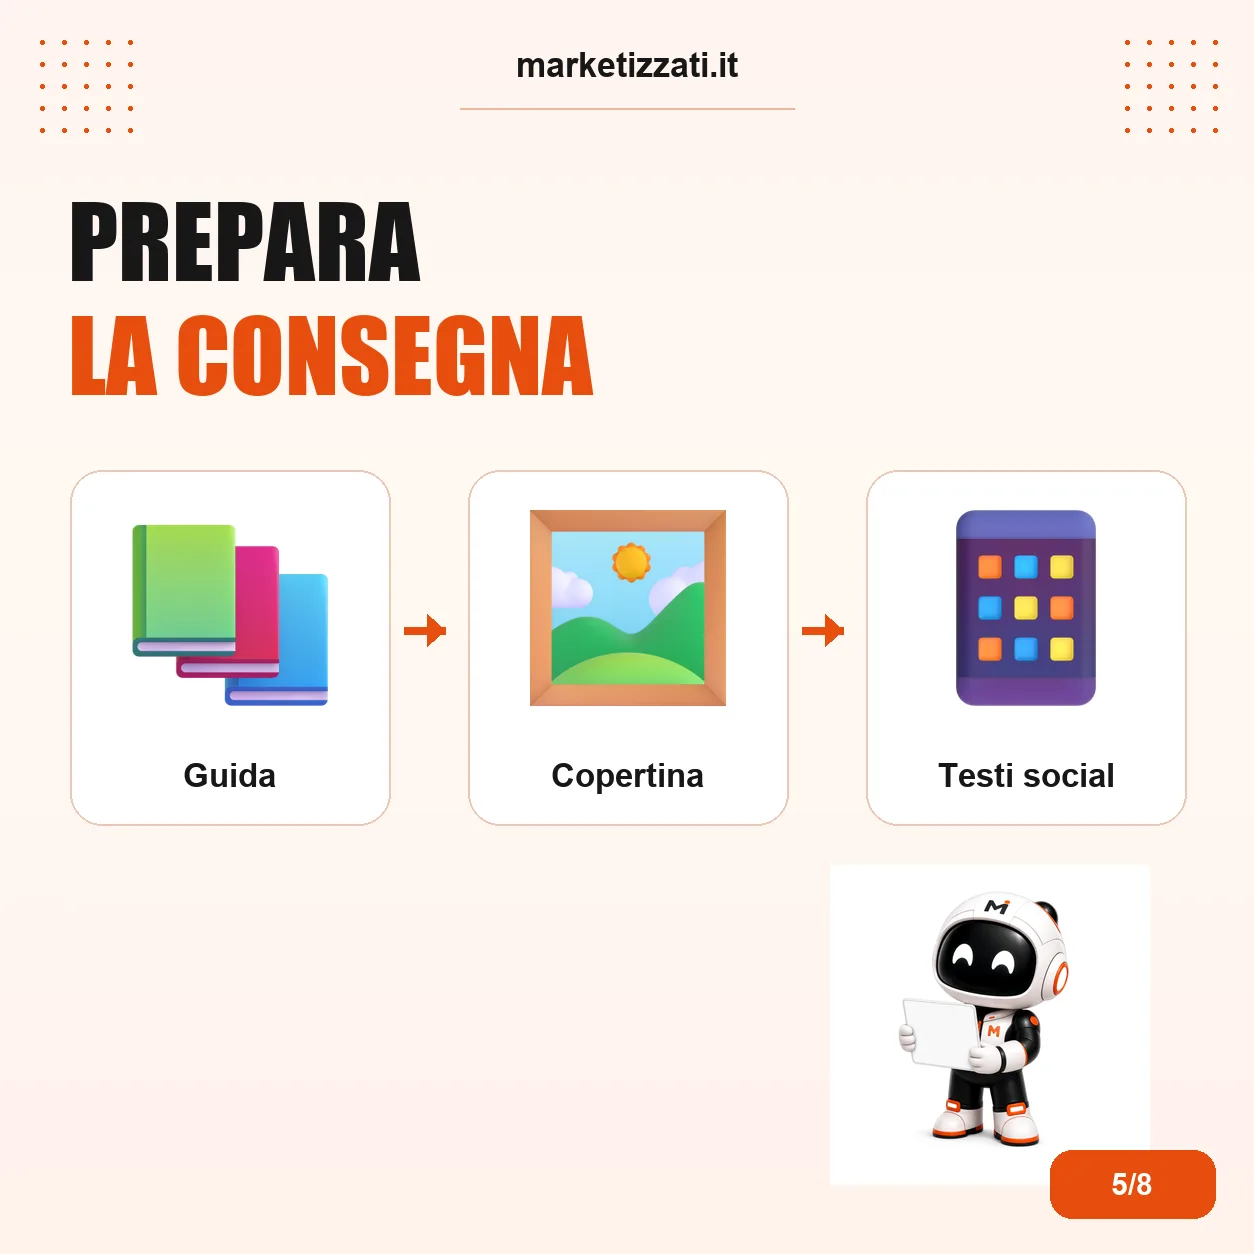 marketizzati.it
PREPARA
LA CONSEGNA
Guida
Copertina
Testi social
M
M
5/8